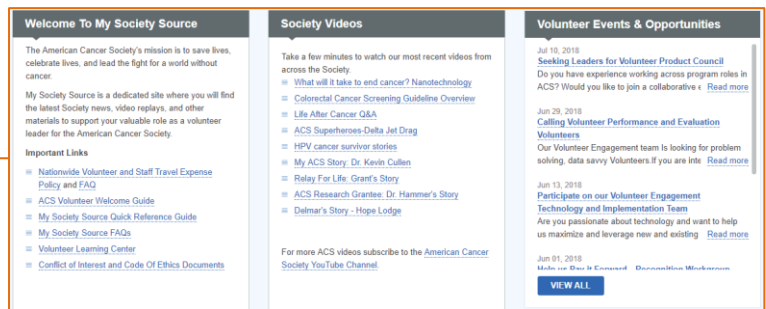 Welcome To My Society Source
The American Cancer Society's mission is to save lives,
celebrate lives, and lead the fight for a world without
cancer.
My Society Source is a dedicated site where you will find
the latest Society news, video replays, and other
materials to support your valuable role as a volunteer
leader for the American Cancer Society.
Important Links
Nationwide Volunteer and Staff Travel Expense
Policy and FAQ
ACS Volunteer Welcome Guide
My Society Source Quick Reference Guide
My Society Source FAQs
Volunteer Learning Center
Conflict of Interest and Code Of Ethics Documents
Society Videos
Take a few minutes to watch our most recent videos from
across the Society.
What will it take to end cancer? Nanotechnology
Colorectal Cancer Screening Guideline Overview
Life After Cancer Q&A
ACS Superheroes-Delta Jet Drag
HPV cancer survivor stories
My ACS Story: Dr. Kevin Cullen
Relay For Life: Grant's Story
ACS Research Grantee: Dr. Hammer's Story
Delmar's Story - Hope Lodge
For more ACS videos subscribe to the American Cancer
Society YouTube Channel.
Volunteer Events & Opportunities
Jul 10, 2018
Seeking Leaders for Volunteer Product Council
Do you have experience working across program roles in
ACS? Would you like to join a collaborative Read more
Jun 29, 2018
Calling Volunteer Performance and Evaluation
Volunteers
Our Volunteer Engagement team Is looking for problem
solving, data savvy Volunteers.If you are inte Read more
Jun 13, 2018
Participate on our Volunteer Engagement
Technology and Implementation Team
Are you passionate about technology and want to help
us maximize and leverage new and existing Read more
Jun 01, 2018
Help us Pay It Forward - Recognition Workgroup
VIEW ALL